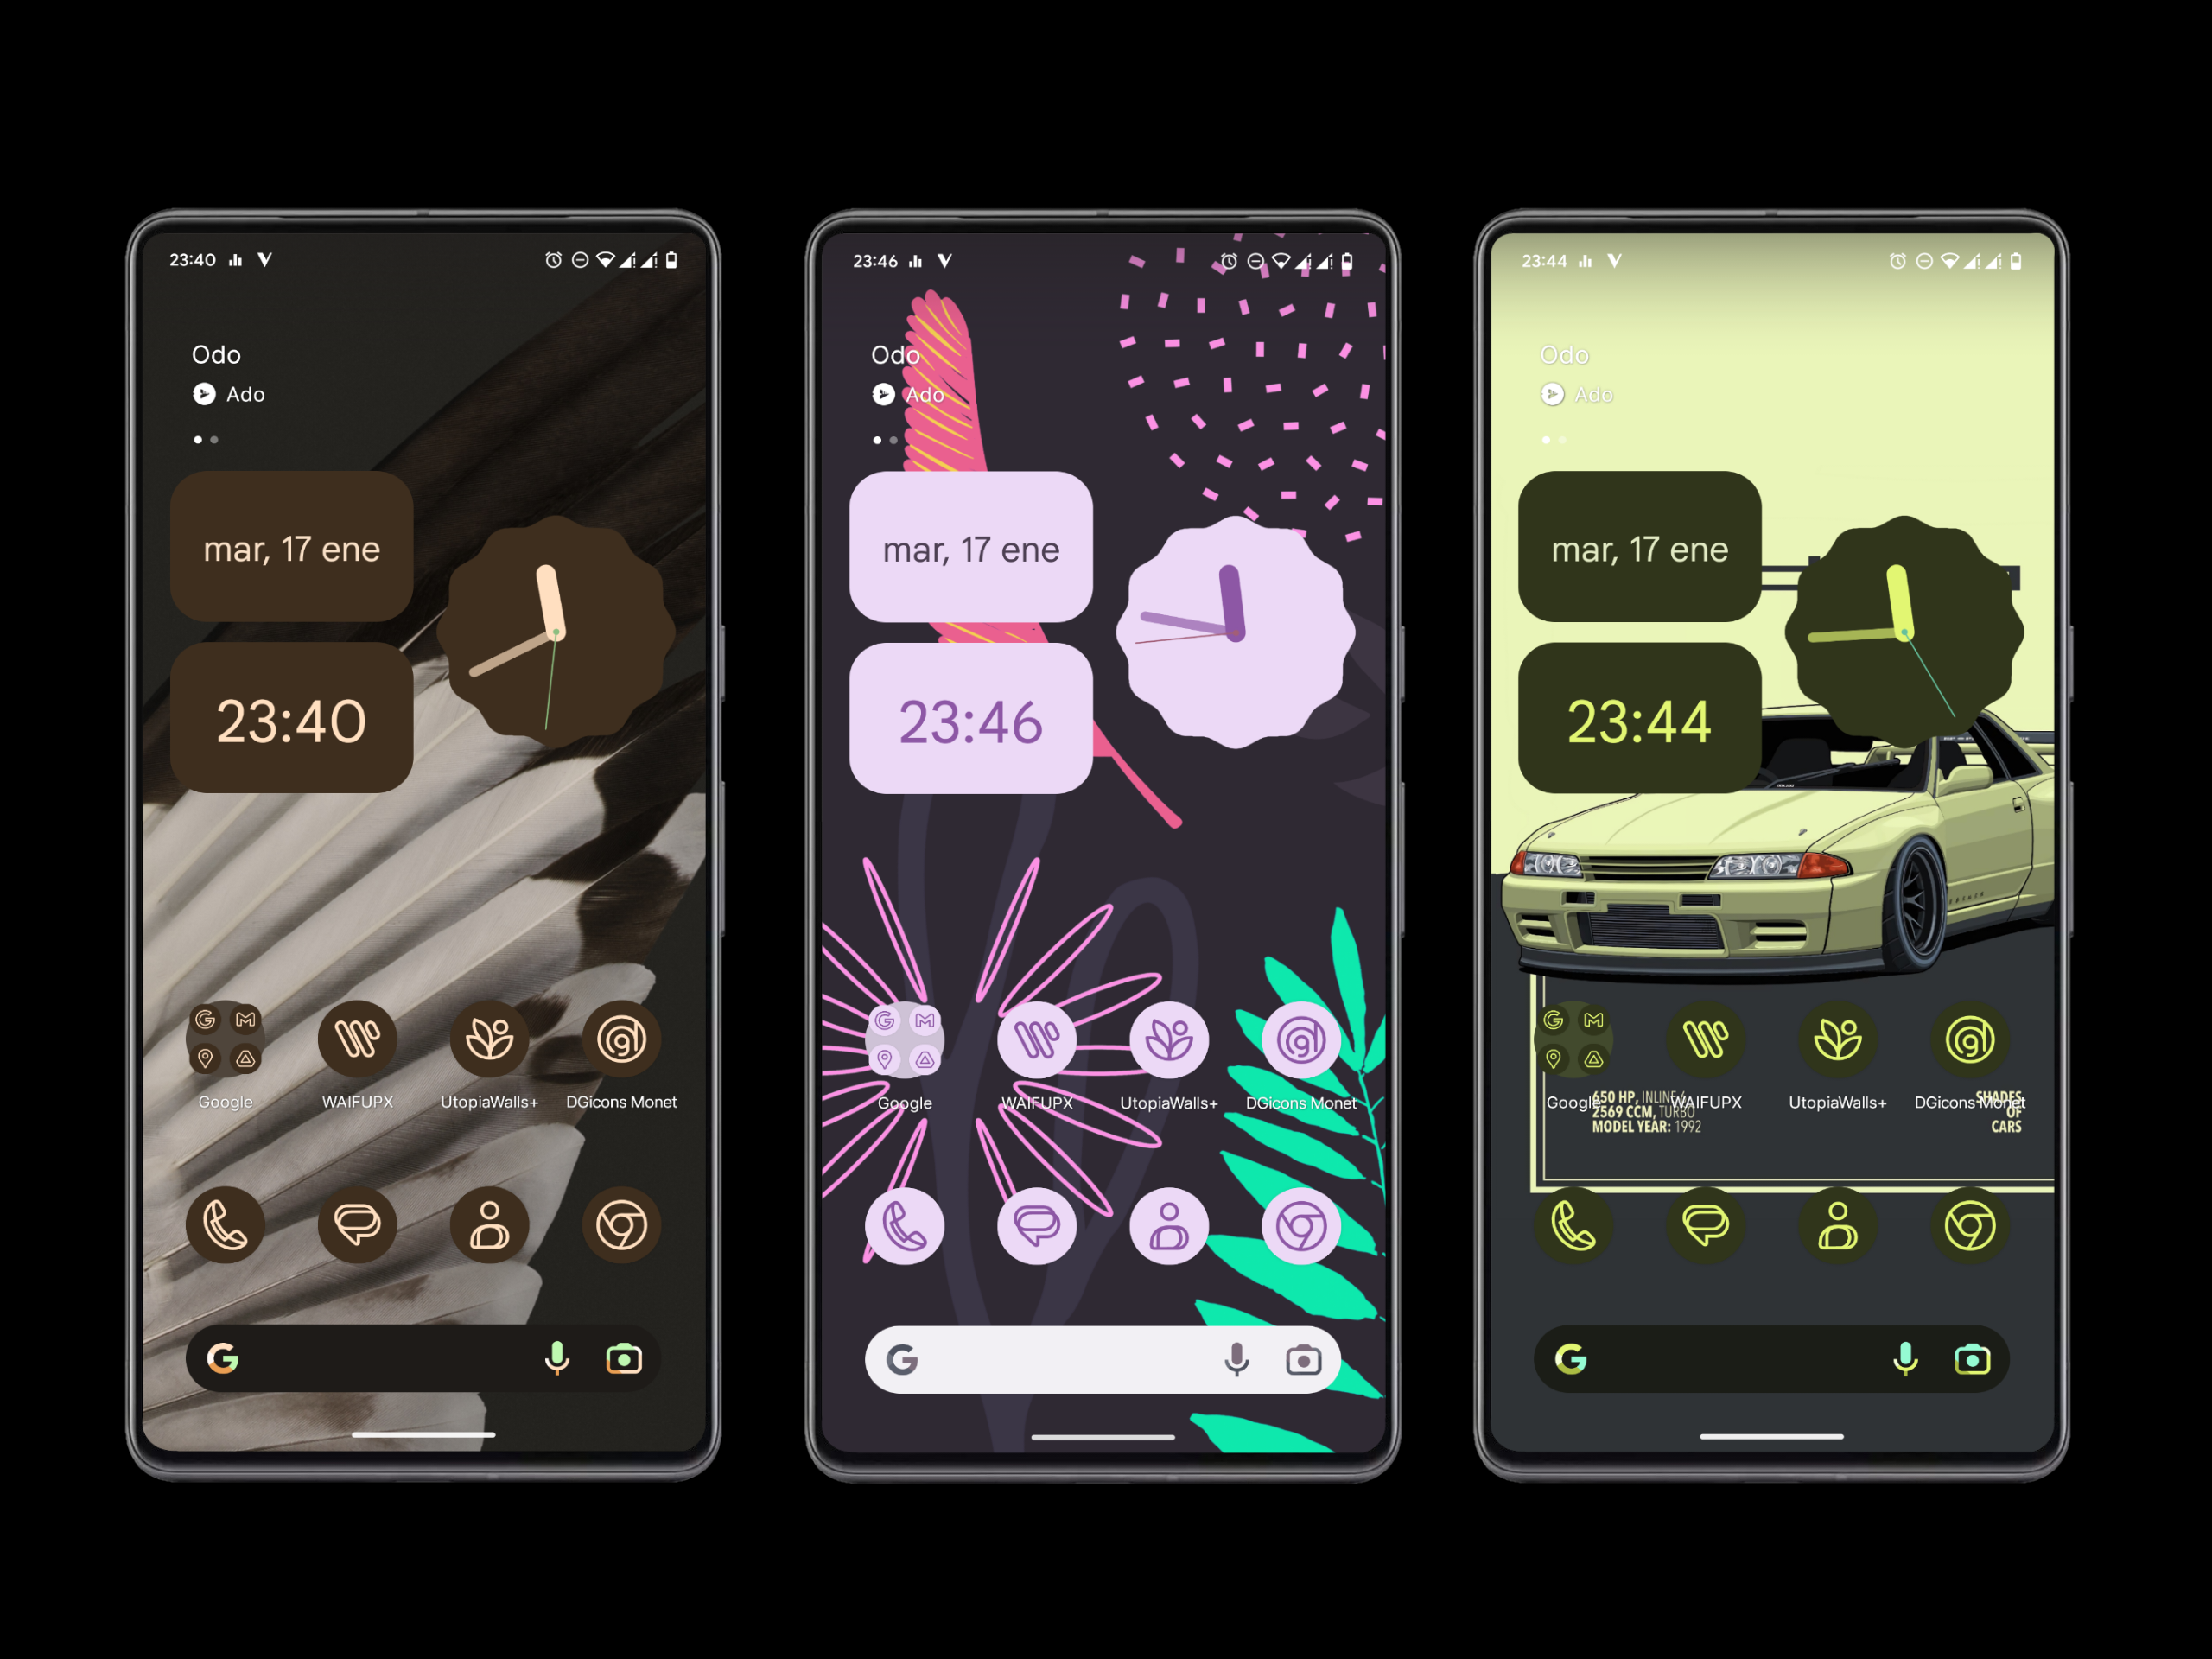 23:40
Odo
Ado
mar, 17 ene
23:40
Google
WAIFUPX
UtopiaWalls+
DGicons Monet
23:46
Odo
Ado
mar, 17 ene
23:46
Google
WAIFUPX
UtopiaWalls+
DGicons Monet
23:44
Odo
Ado
mar, 17 ene
23:44
Google
WAIFUPX
UtopiaWalls+
DGicons Monet
650 HP, INLINE 6
2569 CCM, TURBO
MODEL YEAR: 1992
SHADES
OF
CARS